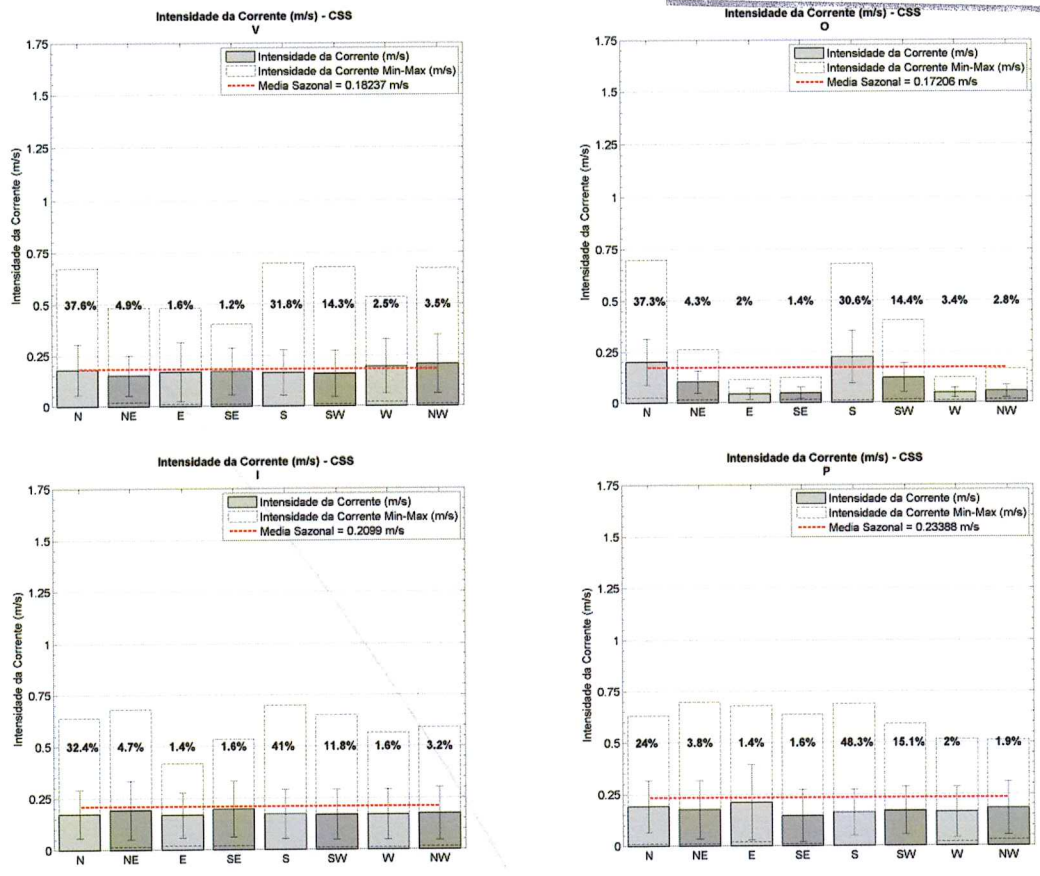 Intensidade da Corrente (m/s) - CSS
V
1.75
1.5
1.25
1
0.75
0.5
0.25
0
Intensidade da Corrente (m/s)
Intensidade da Corrente (m/s)
Intensidade da Corrente Min-Max (m/s)
Media Sazonal = 0.18237 m/s
37.6% 4.9% 1.6% 1.2% 31.8% 14.3% 2.5% 3.5%
N NE E SE S SW W NW
Intensidade da Corrente (m/s) - CSS
O
1.75
1.5
1.25
1
0.75
0.5
0.25
0
Intensidade da Corrente (m/s)
Intensidade da Corrente (m/s)
Intensidade da Corrente Min-Max (m/s)
Media Sazonal = 0.17206 m/s
37.3% 4.3% 2% 1.4% 30.6% 14.4% 3.4% 2.8%
N NE E SE S SW W NW
Intensidade da Corrente (m/s) - CSS
I
1.75
1.5
1.25
1
0.75
0.5
0.25
0
Intensidade da Corrente (m/s)
Intensidade da Corrente (m/s)
Intensidade da Corrente Min-Max (m/s)
Media Sazonal = 0.2099 m/s
32.4% 4.7% 1.4% 1.6% 41% 11.8% 1.6% 3.2%
N NE E SE S SW W NW
Intensidade da Corrente (m/s) - CSS
P
1.75
1.5
1.25
1
0.75
0.5
0.25
0
Intensidade da Corrente (m/s)
Intensidade da Corrente (m/s)
Intensidade da Corrente Min-Max (m/s)
Media Sazonal = 0.23388 m/s
24% 3.8% 1.4% 1.6% 48.3% 15.1% 2% 1.9%
N NE E SE S SW W NW